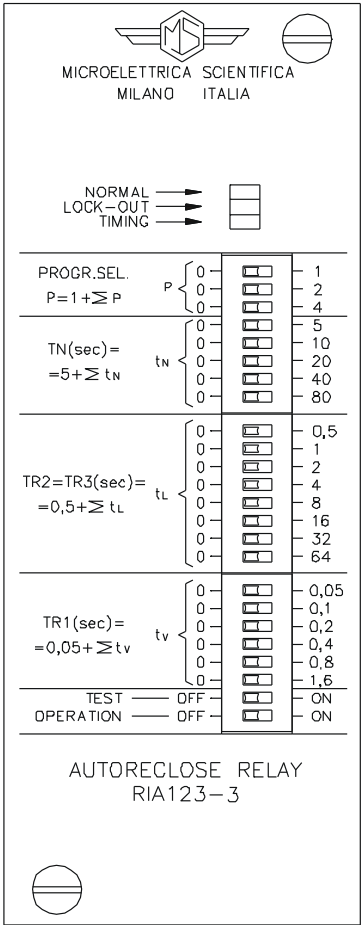 MS
MICROELETTRICA SCIENTIFICA
MILANO ITALIA
NORMAL
LOCK-OUT
TIMING
PROGR.SEL.
P=1+∑ P
P
0 1
0 2
0 4
TN(sec)=
=5+∑ tN
tN
0 5
0 10
0 20
0 40
0 80
TR2=TR3(sec)=
=0,5+∑ tL
tL
0 0,5
0 1
0 2
0 4
0 8
0 16
0 32
0 64
TR1(sec)=
=0,05+∑ tv
tv
0 0,05
0 0,1
0 0,2
0 0,4
0 0,8
0 1,6
TEST OFF ON
OPERATION OFF ON
AUTORECLOSE RELAY
RIA123-3